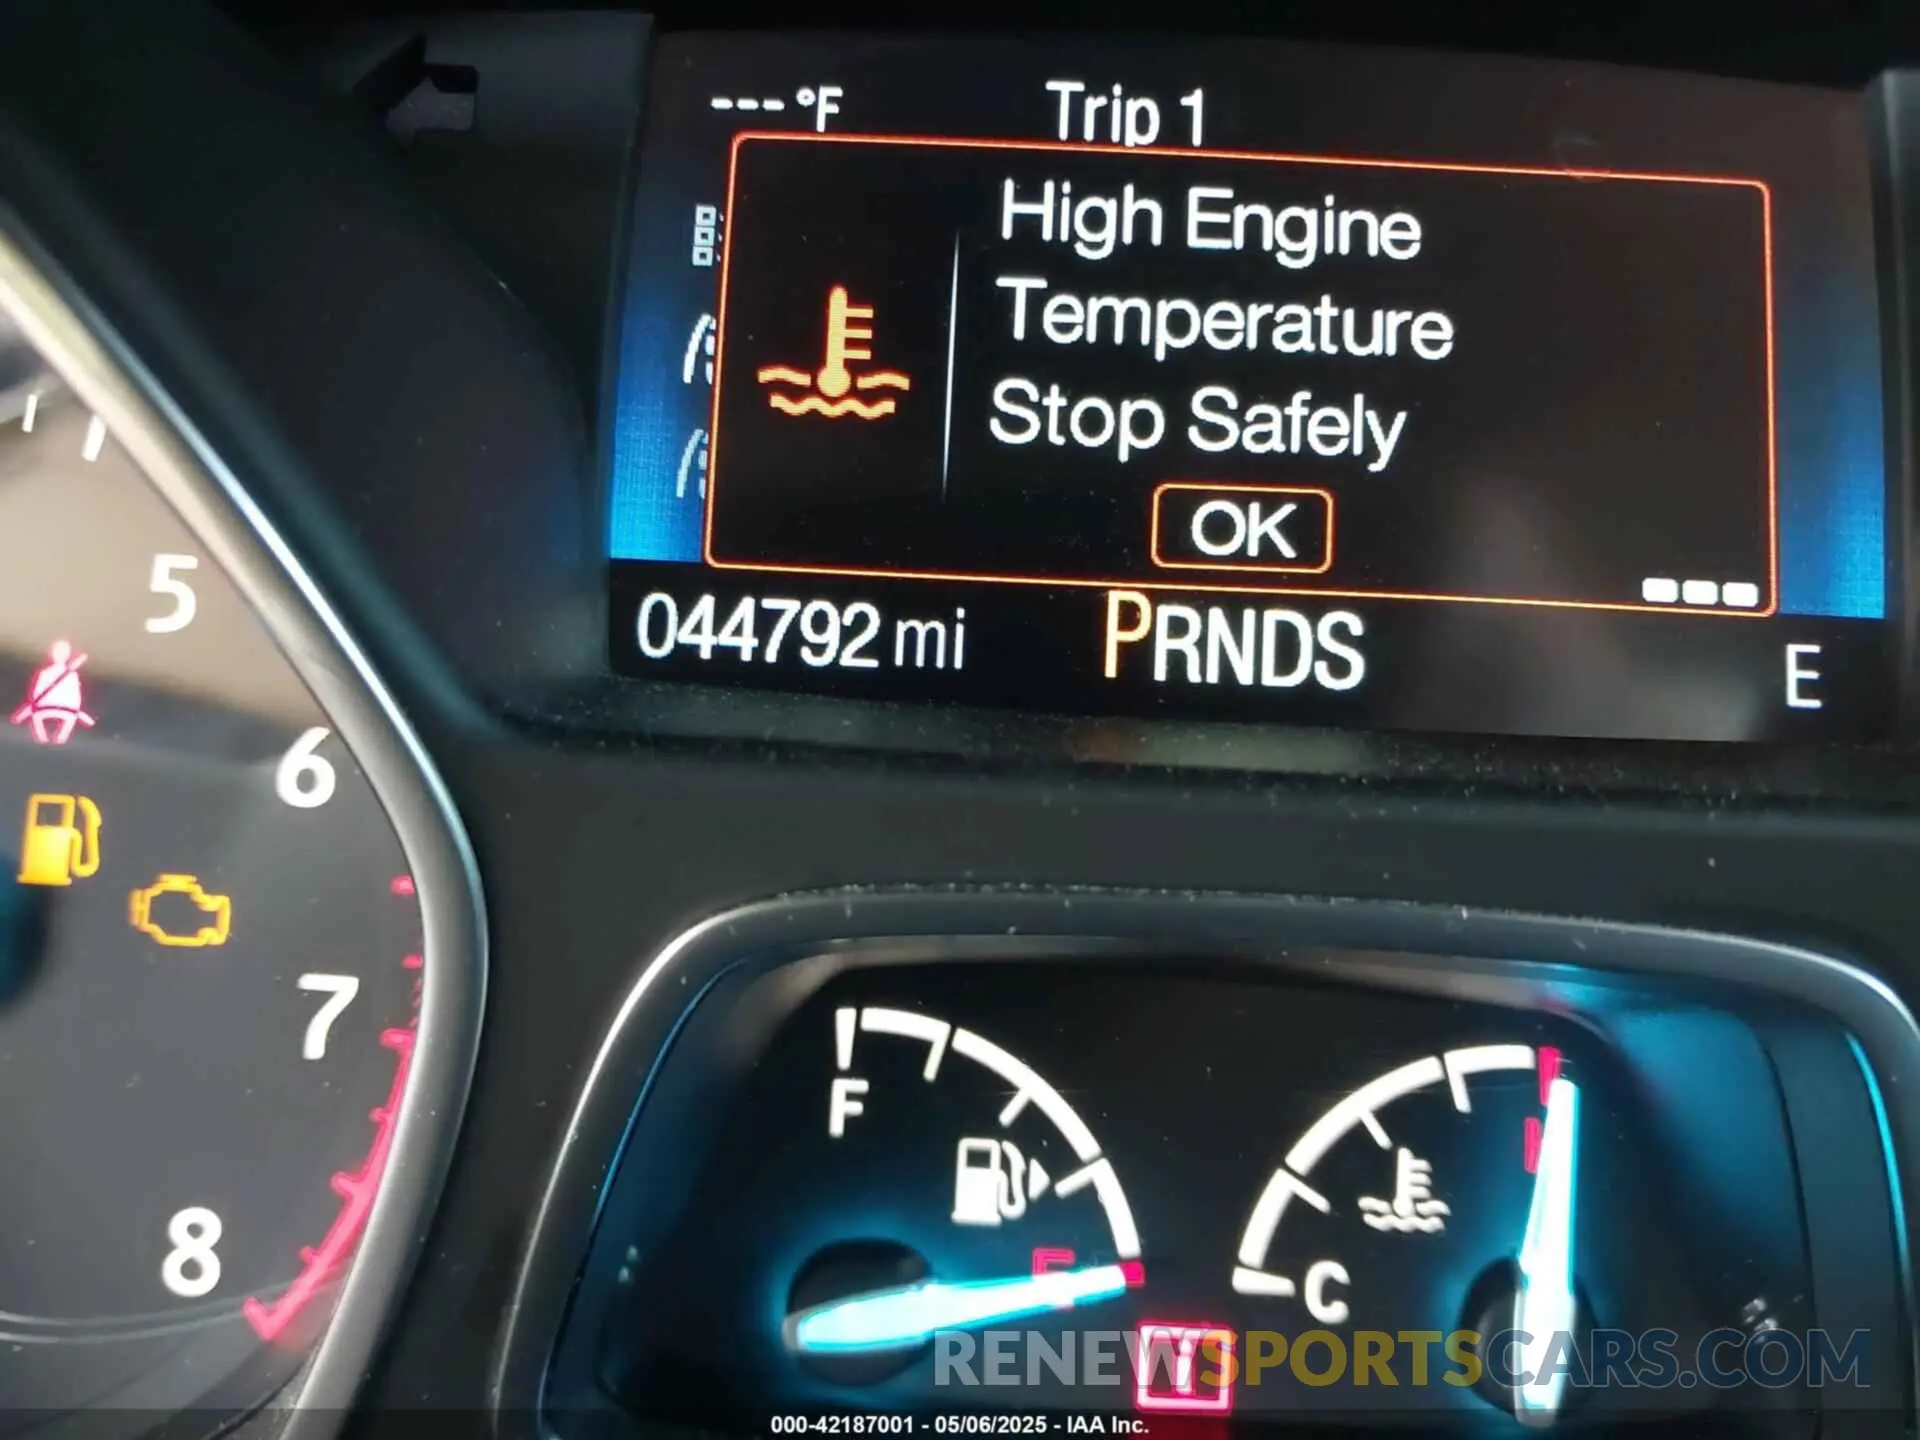 --- °F Trip 1
High Engine
Temperature
Stop Safely
OK
044792 mi PRNDS E
5
6
7
8
F
E
H
C
i
RENEWSPORTSCARS.COM
000-42187001 - 05/06/2025 - IAA Inc.